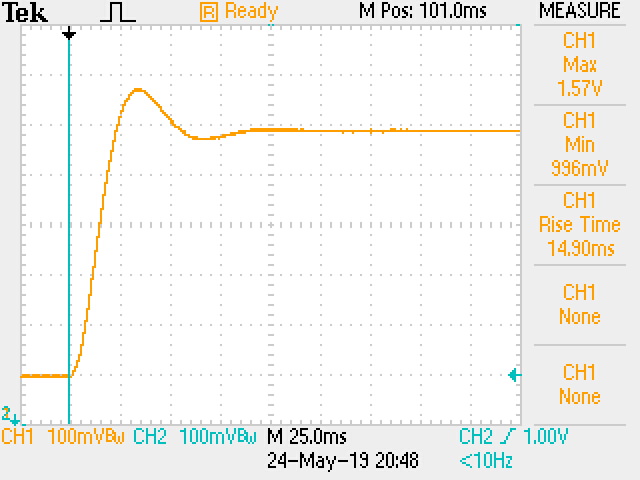 Tek R Ready M Pos: 101.0ms MEASURE
CH1
Max
1.57V
CH1
Min
996mV
CH1
Rise Time
14.90ms
CH1
None
CH1
None
2
CH1 100mVBw CH2 100mVBw M 25.0ms CH2 1.00V
24-May-19 20:48 <10Hz